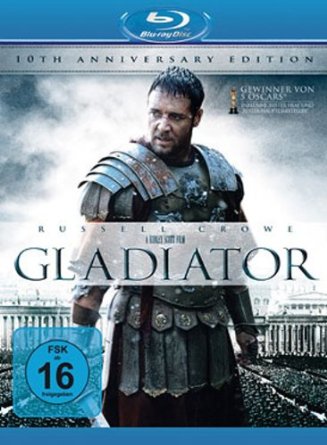 Blu-ray Disc
10TH ANNIVERSARY EDITION
GEWINNER VON
5 OSCARS®
RUSSELL CROWE
A RIDLEY SCOTT FILM
GLADIATOR
FSK
ab
16
freigegeben